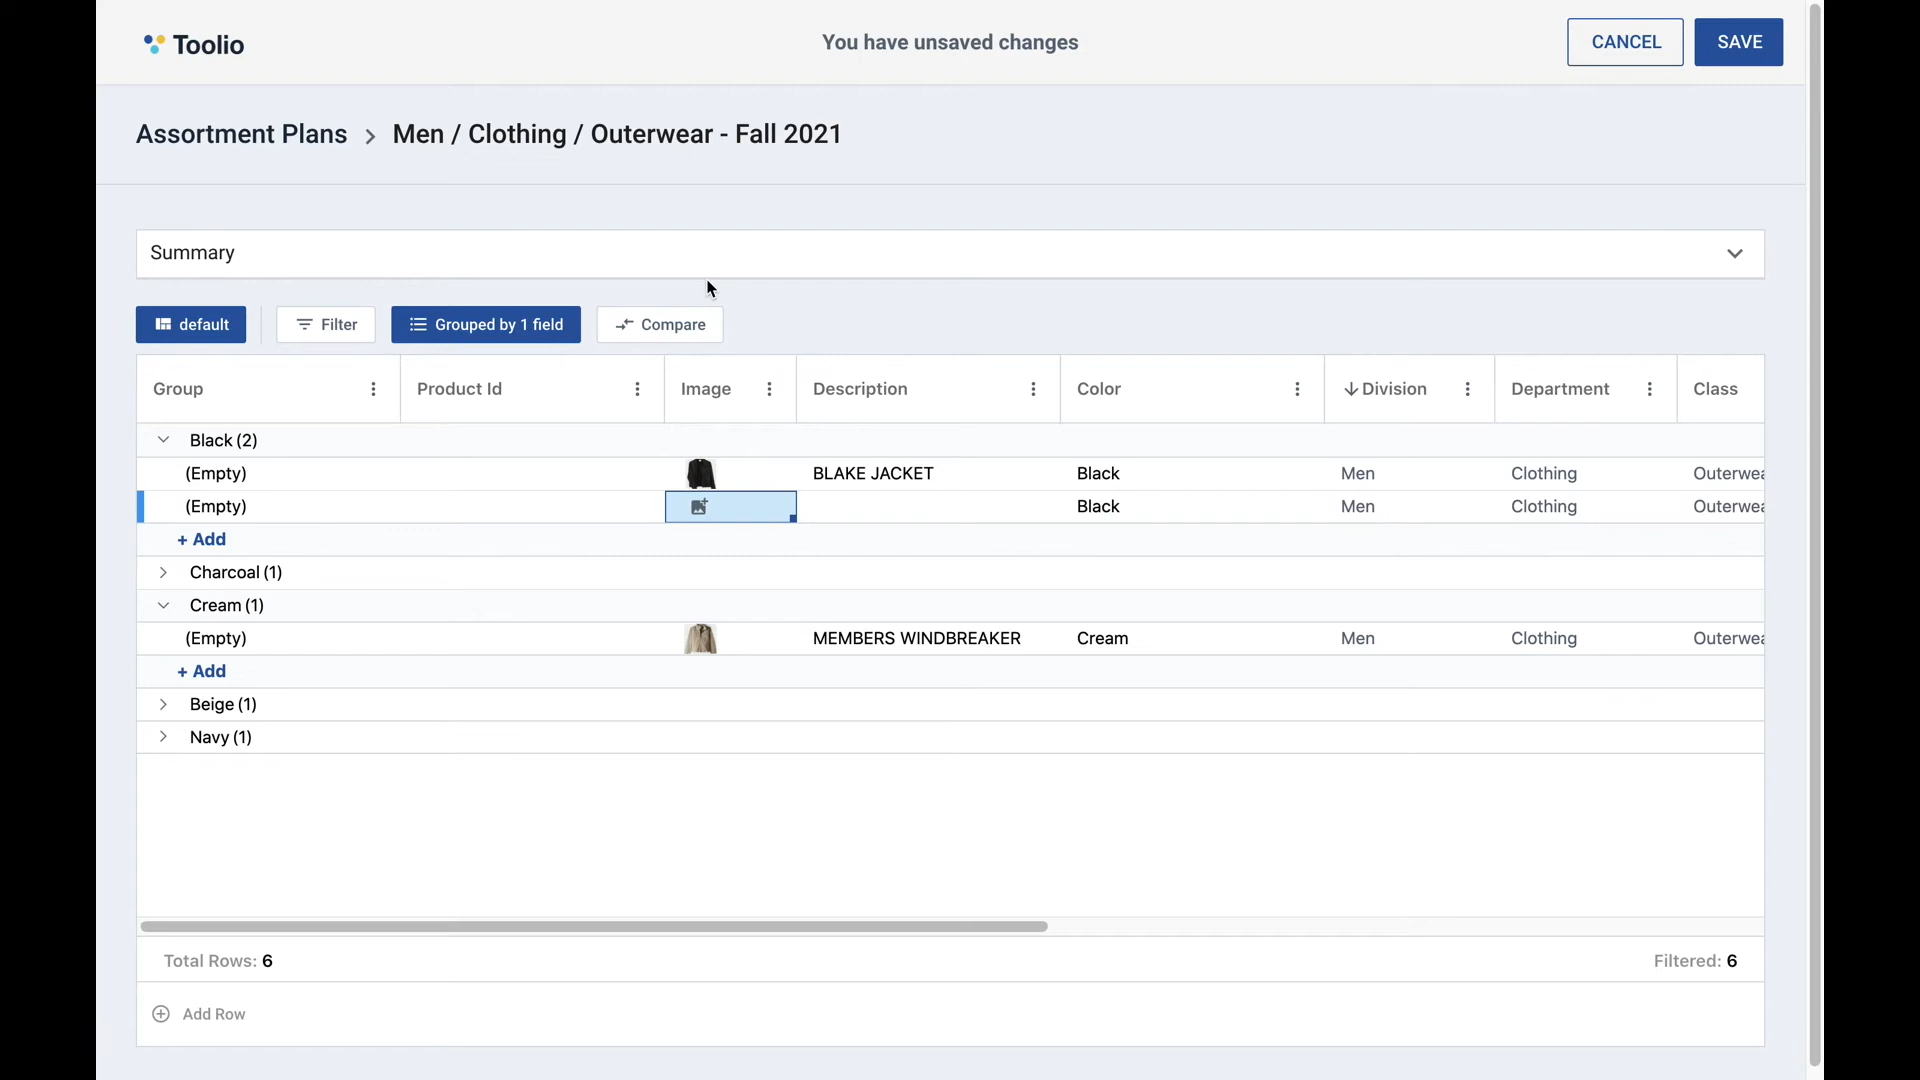 Toolio
You have unsaved changes
CANCEL
SAVE
Assortment Plans > Men / Clothing / Outerwear - Fall 2021
Summary
default
Filter
Grouped by 1 field
Compare
Group Product Id Image Description Color Division Department Class
Black (2)
(Empty) BLAKE JACKET Black Men Clothing Outerwea
(Empty) Black Men Clothing Outerwea
+ Add
Charcoal (1)
Cream (1)
(Empty) MEMBERS WINDBREAKER Cream Men Clothing Outerwea
+ Add
Beige (1)
Navy (1)
Total Rows: 6
Filtered: 6
Add Row